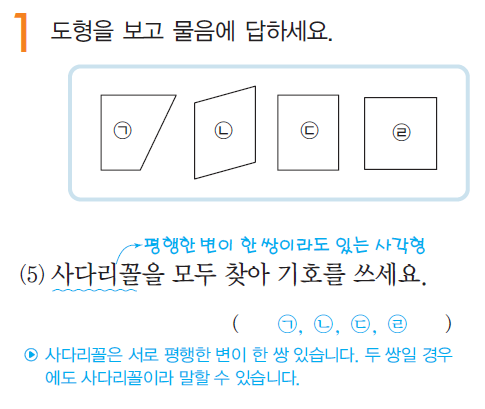 1 도형을 보고 물음에 답하세요.
㉠ ㉡ ㉢ ㉣
평행한 변이 한 쌍이라도 있는 사각형
(5) 사다리꼴을 모두 찾아 기호를 쓰세요.
( ㉠, ㉡, ㉢, ㉣ )
사다리꼴은 서로 평행한 변이 한 쌍 있습니다. 두 쌍일 경우
에도 사다리꼴이라 말할 수 있습니다.